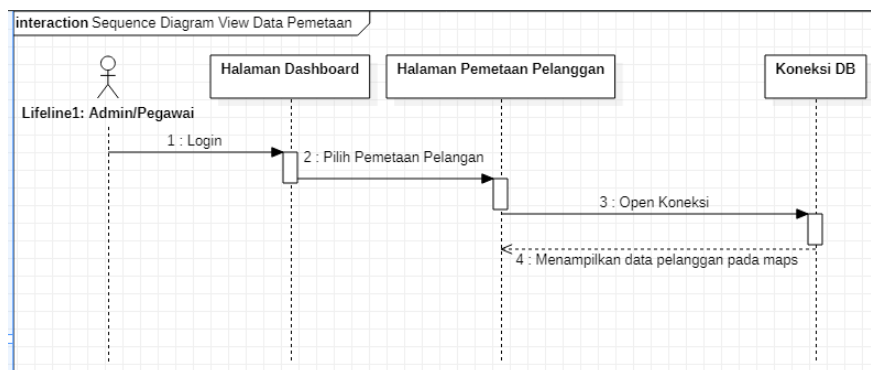 interaction Sequence Diagram View Data Pemetaan
Halaman Dashboard
Halaman Pemetaan Pelanggan
Koneksi DB
Lifeline1: Admin/Pegawai
1 : Login
2 : Pilih Pemetaan Pelangan
3 : Open Koneksi
4 : Menampilkan data pelanggan pada maps